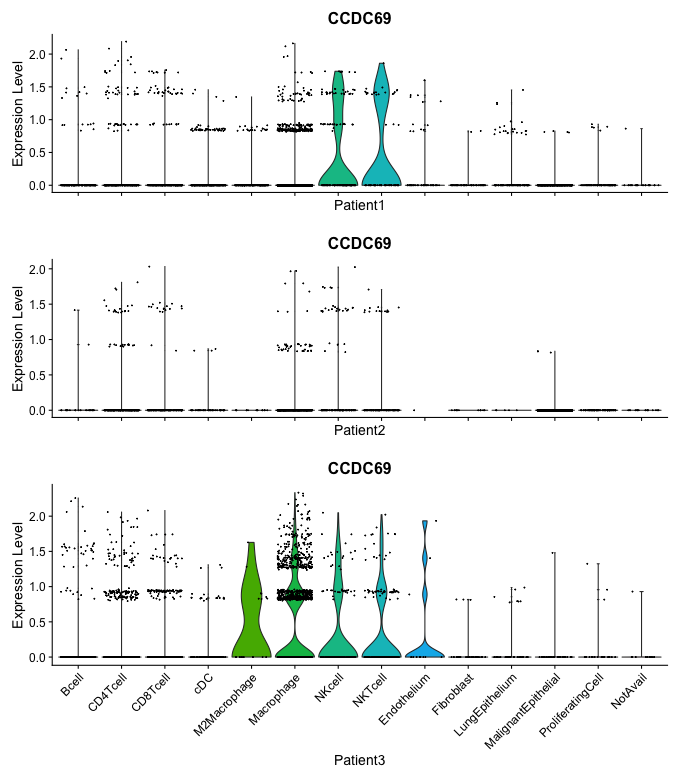 CCDC69
Expression Level
2.0
1.5
1.0
0.5
0.0
Patient1
CCDC69
Expression Level
2.0
1.5
1.0
0.5
0.0
Patient2
CCDC69
Expression Level
2.0
1.5
1.0
0.5
0.0
Bcell
CD4Tcell
CD8Tcell
cDC
M2Macrophage
Macrophage
NKcell
NKTcell
Endothelium
Fibroblast
LungEpithelium
MalignantEpithelial
ProliferatingCell
NotAvail
Patient3